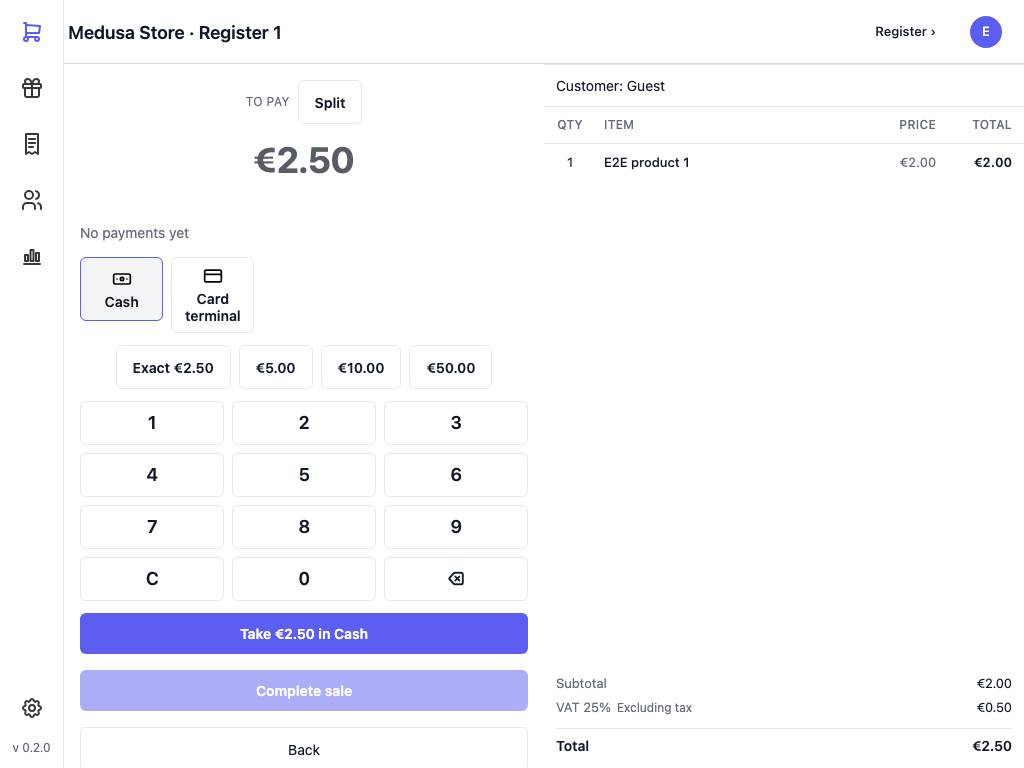 Medusa Store · Register 1
Register ›
E
TO PAY
Split
€2.50
No payments yet
Cash
Card
terminal
Exact €2.50
€5.00
€10.00
€50.00
1
2
3
4
5
6
7
8
9
C
0
Take €2.50 in Cash
Complete sale
Back
Customer: Guest
QTY ITEM PRICE TOTAL
1 E2E product 1 €2.00 €2.00
Subtotal €2.00
VAT 25% Excluding tax €0.50
Total €2.50
v 0.2.0